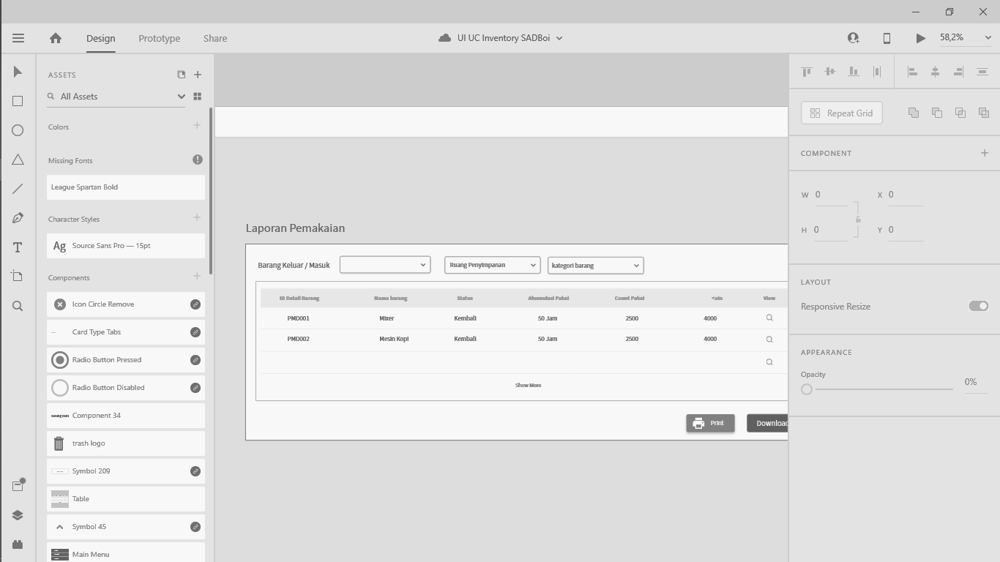 Design
Prototype
Share
UI UC Inventory SADBoi
58,2%
ASSETS
All Assets
Colors
Missing Fonts
League Spartan Bold
Character Styles
Ag Source Sans Pro — 15pt
Components
Icon Circle Remove
Card Type Tabs
Radio Button Pressed
Radio Button Disabled
Component 34
trash logo
Symbol 209
Table
Symbol 45
Main Menu
Laporan Pemakaian
Barang Keluar / Masuk
Ruang Penyimpanan
kategori barang
ID Detail Barang Nama barang Status Akumulasi Pakai Count Pakai <ain View
PMD001 Mixer Kembali 50 Jam 2500 4000
PMD002 Mesin Kopi Kembali 50 Jam 2500 4000
Show More
Print
Download
Repeat Grid
COMPONENT
W 0 X 0
H 0 Y 0
LAYOUT
Responsive Resize
APPEARANCE
Opacity
0%